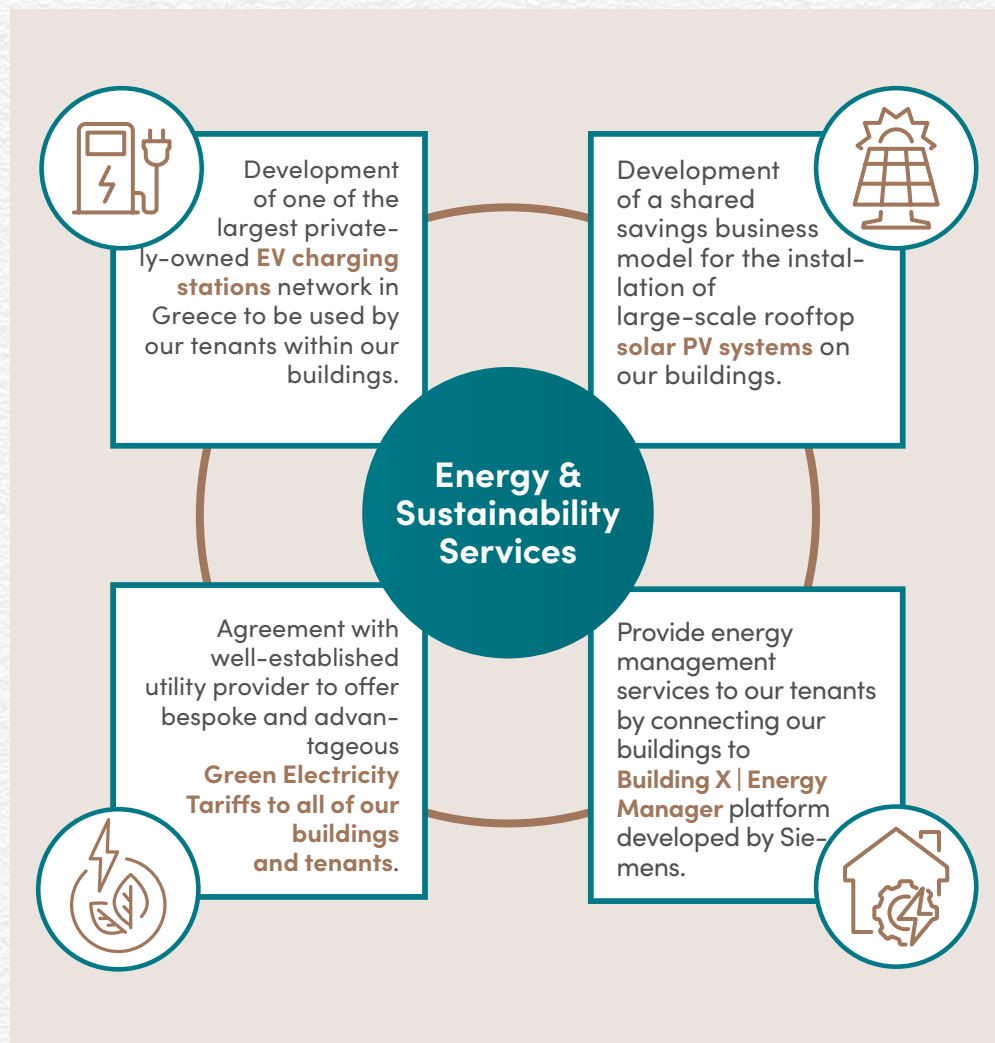 Development
of one of the
largest private-
ly-owned EV charging
stations network in
Greece to be used by
our tenants within our
buildings.
Development
of a shared
savings business
model for the instal-
lation of
large-scale rooftop
solar PV systems on
our buildings.
Energy &
Sustainability
Services
Agreement with
well-established
utility provider to offer
bespoke and advan-
tageous
Green Electricity
Tariffs to all of our
buildings
and tenants.
Provide energy
management
services to our tenants
by connecting our
buildings to
Building X | Energy
Manager platform
developed by Sie-
mens.